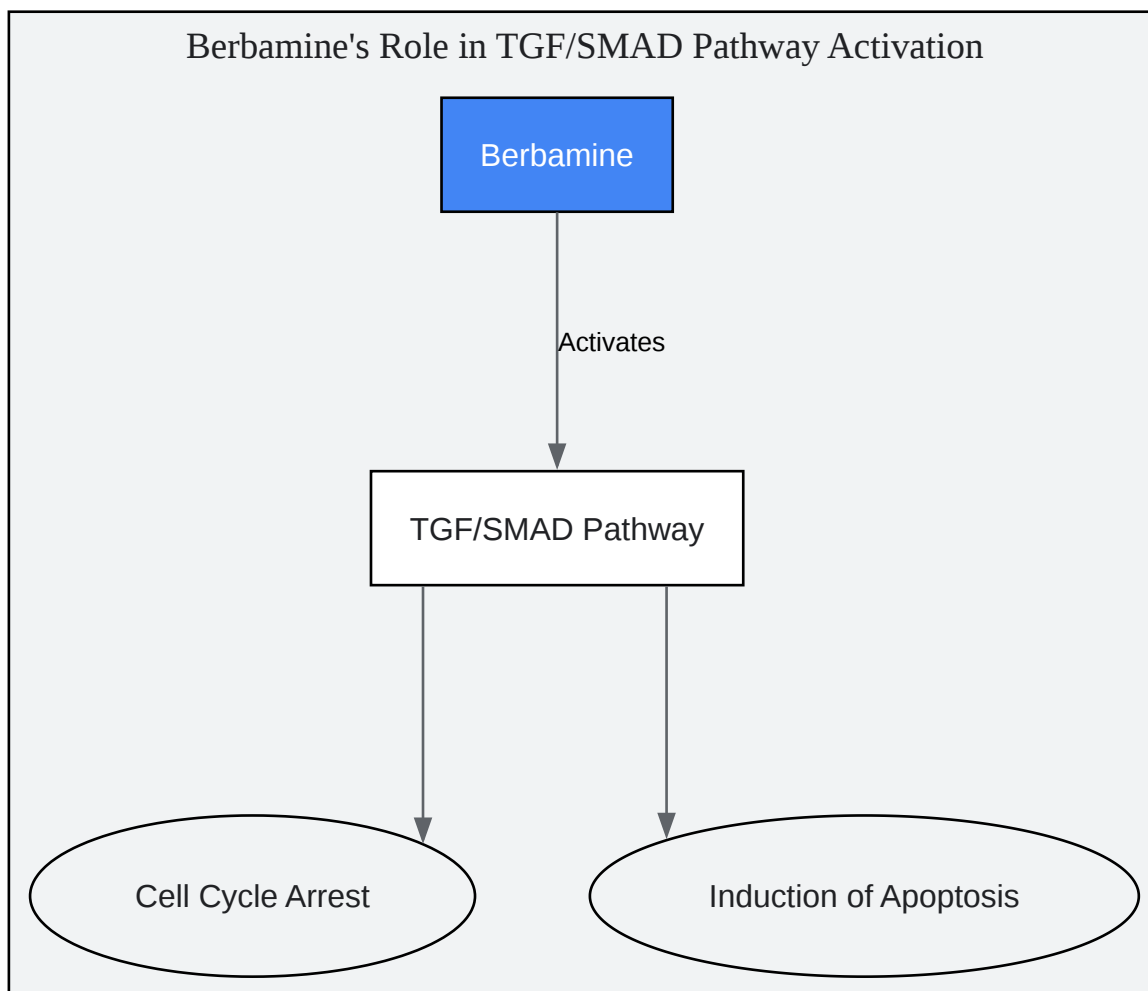 Berbamine's Role in TGF/SMAD Pathway Activation
Berbamine
Activates
TGF/SMAD Pathway
Cell Cycle Arrest
Induction of Apoptosis